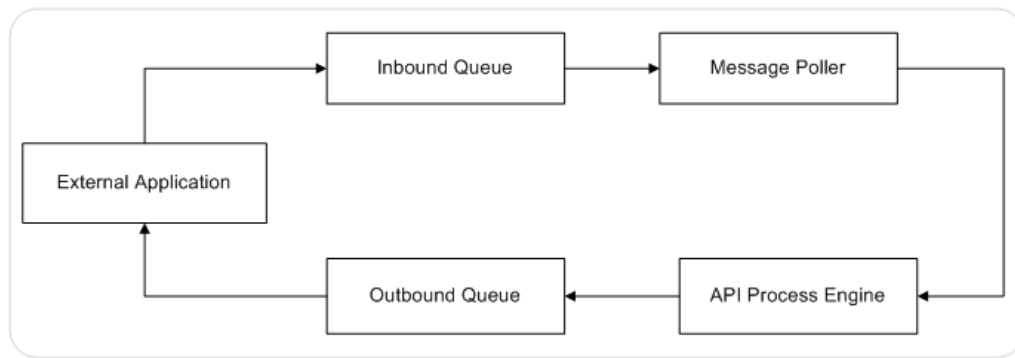 Inbound Queue
Message Poller
External Application
Outbound Queue
API Process Engine